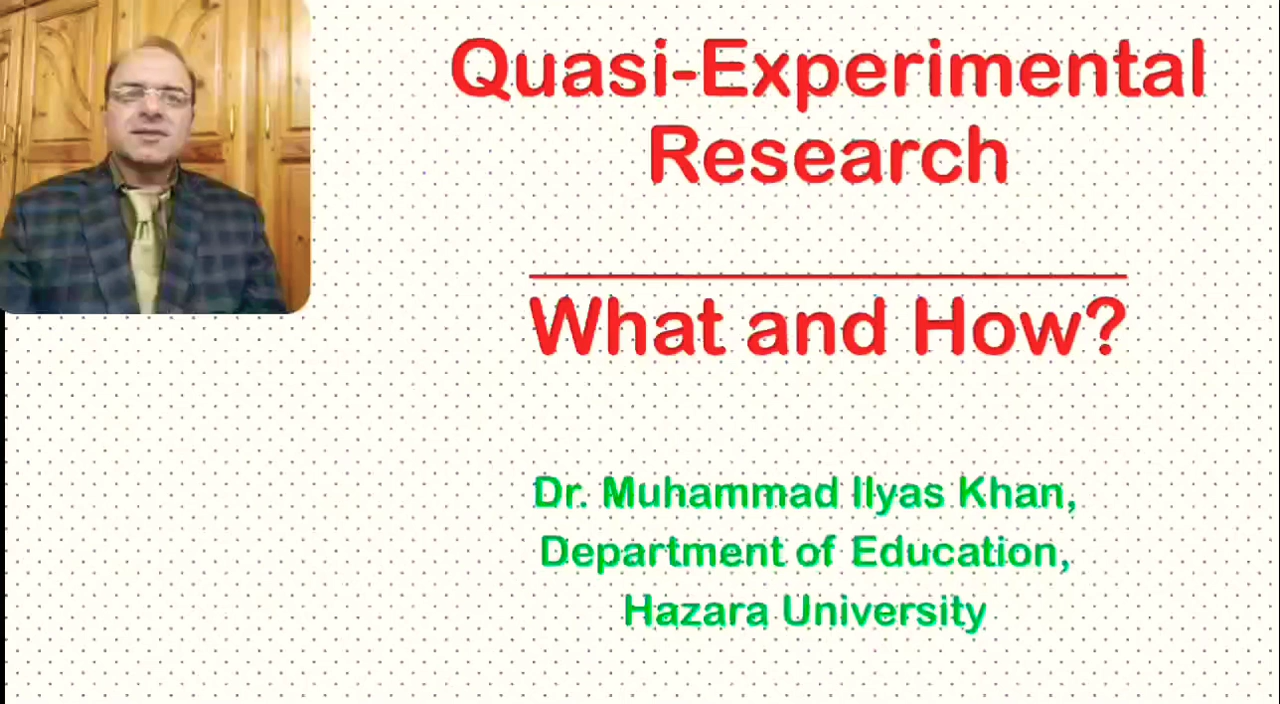 Quasi-Experimental
Research
What and How?
Dr. Muhammad Ilyas Khan,
Department of Education,
Hazara University